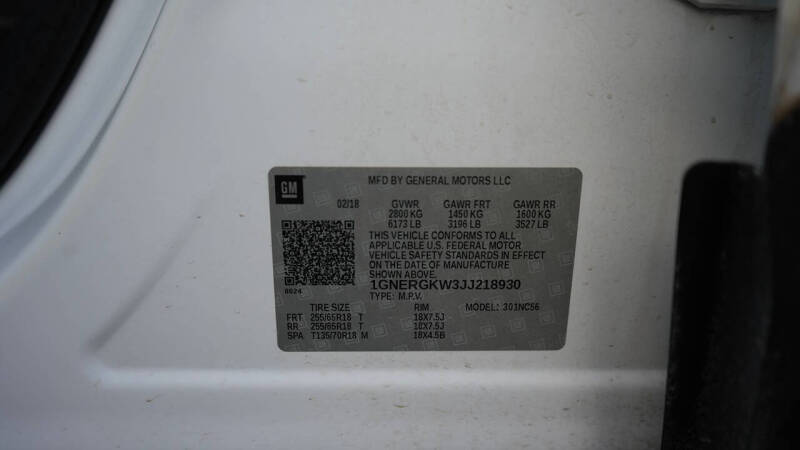 GM
MFD BY GENERAL MOTORS LLC
02/18 GVWR GAWR FRT GAWR RR
2800 KG 1450 KG 1600 KG
6173 LB 3196 LB 3527 LB
THIS VEHICLE CONFORMS TO ALL
APPLICABLE U.S. FEDERAL MOTOR
VEHICLE SAFETY STANDARDS IN EFFECT
ON THE DATE OF MANUFACTURE
SHOWN ABOVE.
8024
1GNERGKW3JJ218930
TYPE: M.P.V. MODEL: 301NC56
TIRE SIZE RIM
FRT 255/65R18 T 18X7.5J
RR 255/65R18 T 18X7.5J
SPA T135/70R18 M 18X4.5B